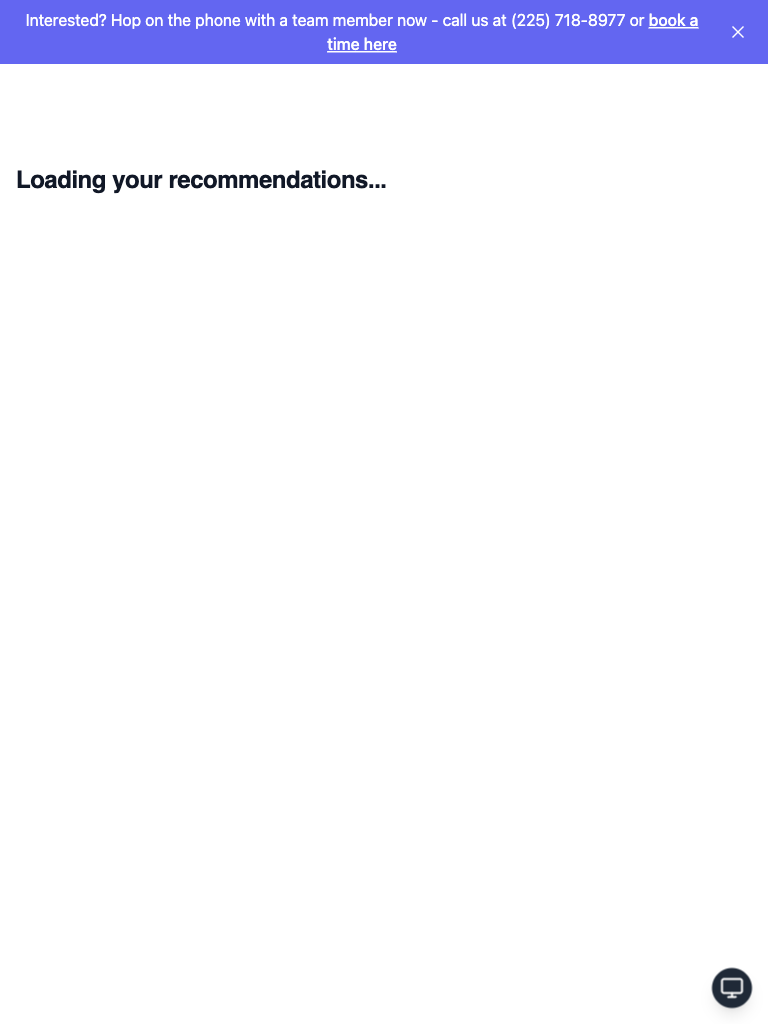 Interested? Hop on the phone with a team member now - call us at (225) 718-8977 or book a
time here
Loading your recommendations...